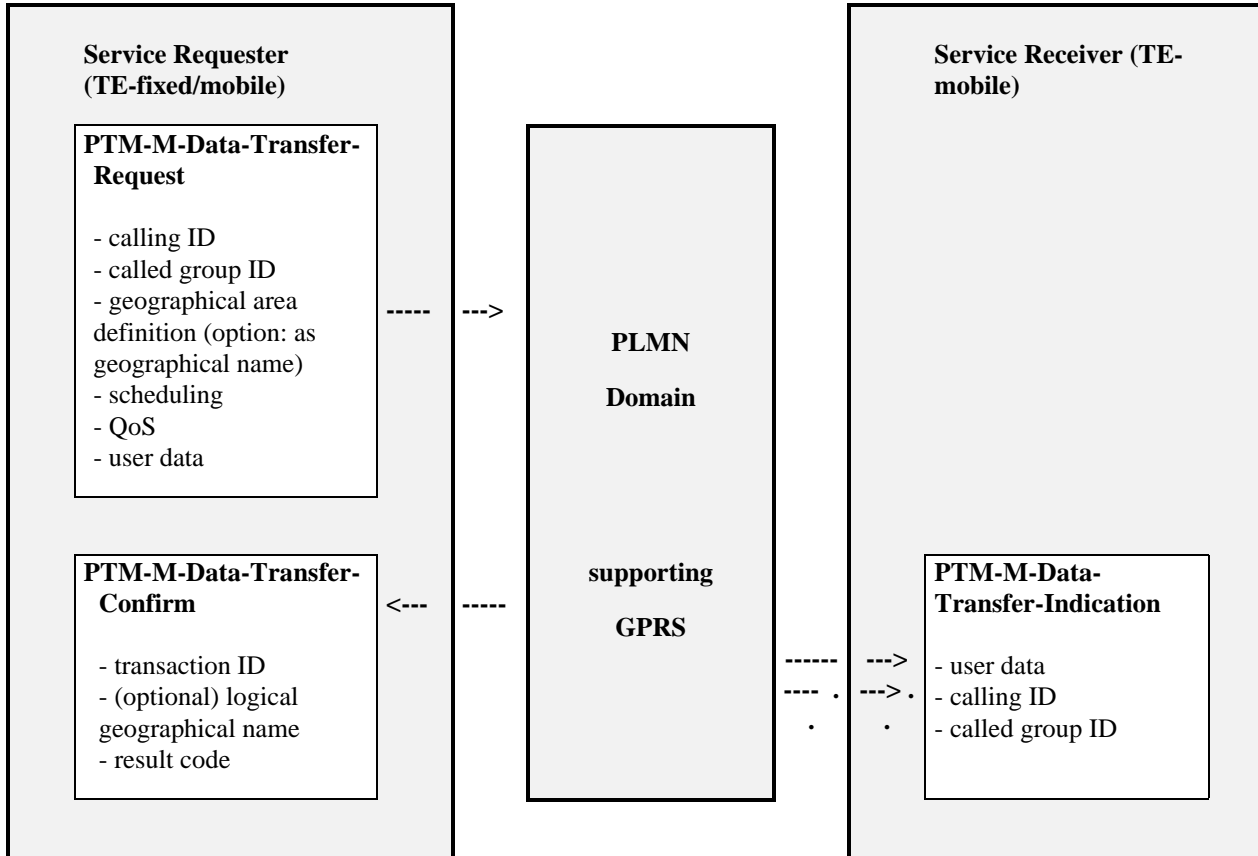 Service Requester
(TE-fixed/mobile)
PTM-M-Data-Transfer-
Request
- calling ID
- called group ID
- geographical area
definition (option: as
geographical name)
- scheduling
- QoS
- user data
----- --->
PTM-M-Data-Transfer-
Confirm
- transaction ID
- (optional) logical
geographical name
- result code
<--- -----
PLMN
Domain
supporting
GPRS
------ --->
---- . --->.
. .
Service Receiver (TE-
mobile)
PTM-M-Data-
Transfer-Indication
- user data
- calling ID
- called group ID